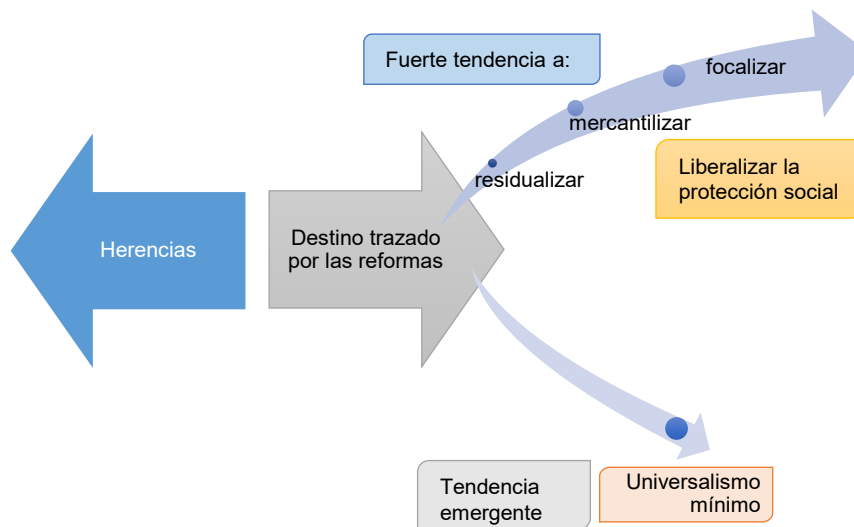 Fuerte tendencia a:
focalizar
mercantilizar
residualizar
Liberalizar la
protección social
Herencias
Destino trazado
por las reformas
Tendencia
emergente
Universalismo
mínimo